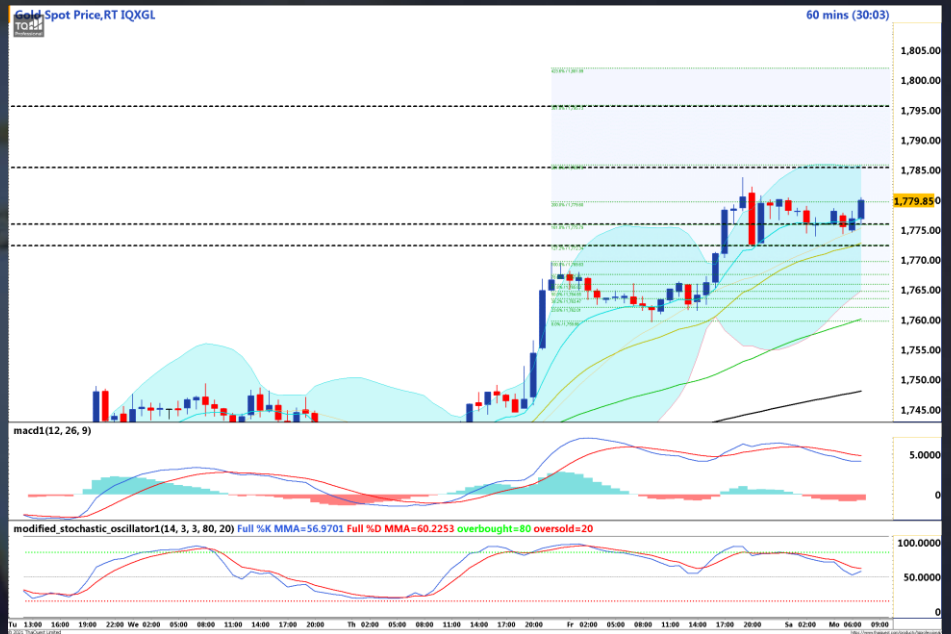 Gold Spot Price,RT IQXGL
60 mins (30:03)
TQ
Professional
1,805.00
1,800.00
1,795.00
1,790.00
1,785.00
1,779.850
1,775.00
1,770.00
1,765.00
1,760.00
1,755.00
1,750.00
1,745.00
macd1(12, 26, 9)
5.0000
0
modified_stochastic_oscillator1(14, 3, 3, 80, 20) Full %K MMA=56.9701 Full %D MMA=60.2253 overbought=80 oversold=20
100.0000
50.0000
0
Tu 13:00 16:00 19:00 22:00 We 02:00 05:00 08:00 11:00 14:00 17:00 20:00 Th 02:00 05:00 08:00 11:00 14:00 17:00 20:00 Fr 02:00 05:00 08:00 11:00 14:00 17:00 20:00 Sa 02:00 Mo 06:00 09:00